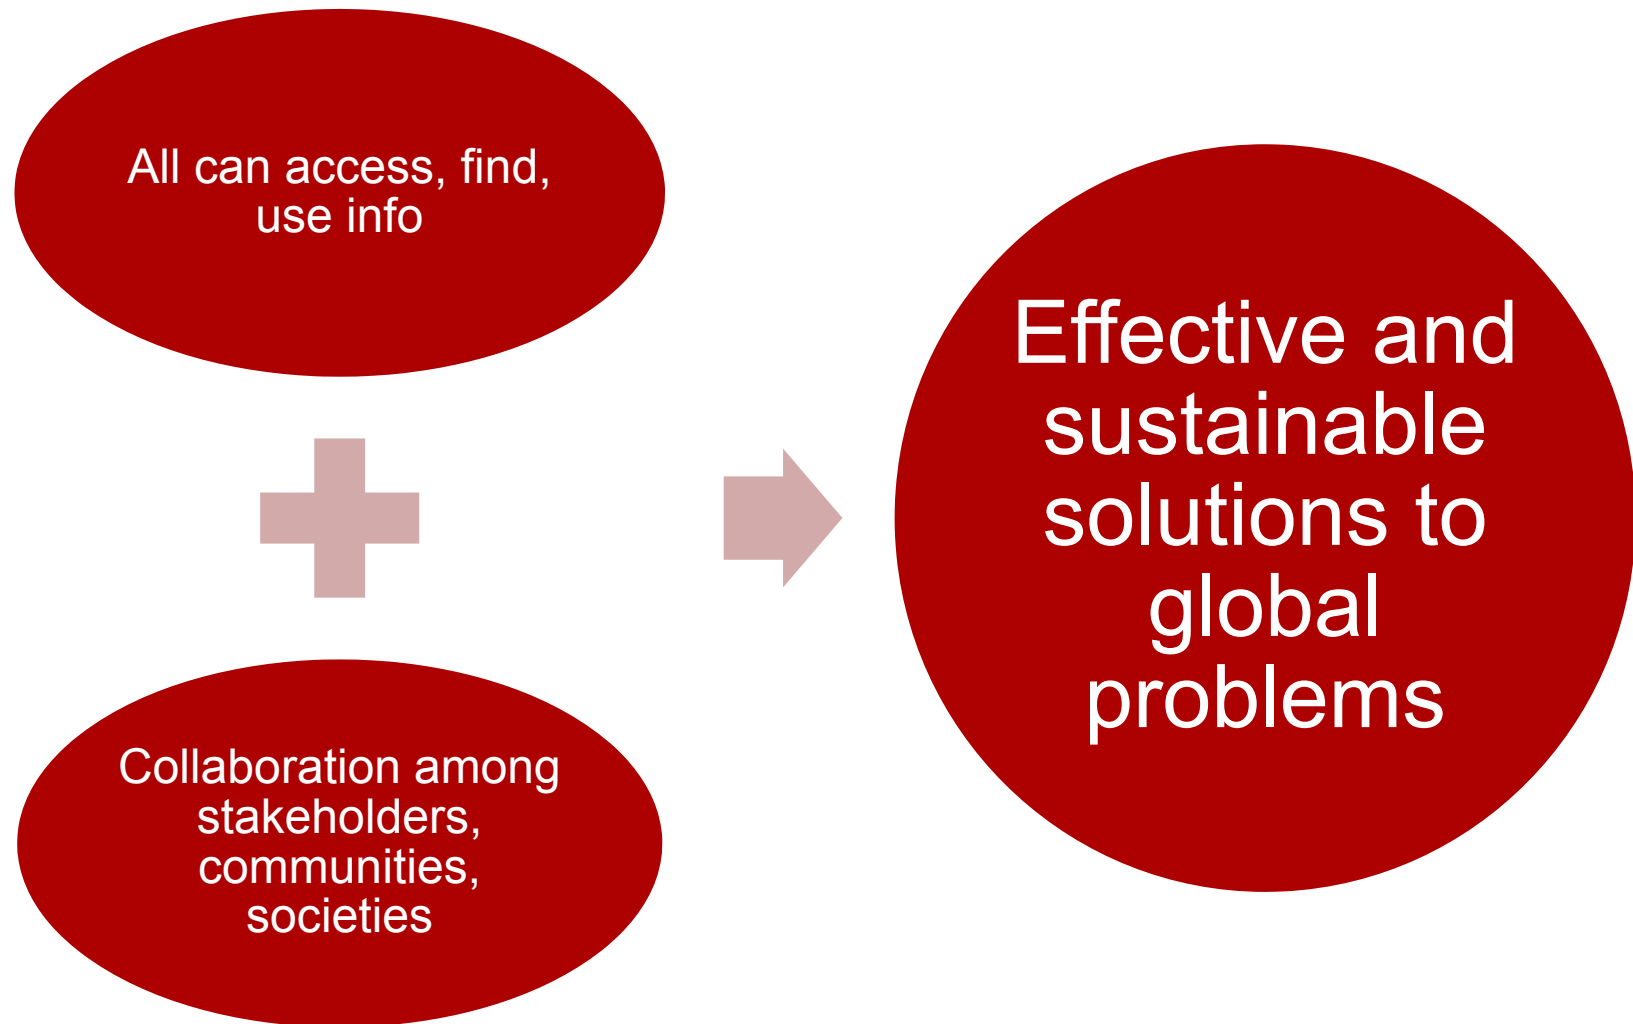 All can access, find,
use info
Collaboration among
stakeholders,
communities,
societies
Effective and
sustainable
solutions to
global
problems